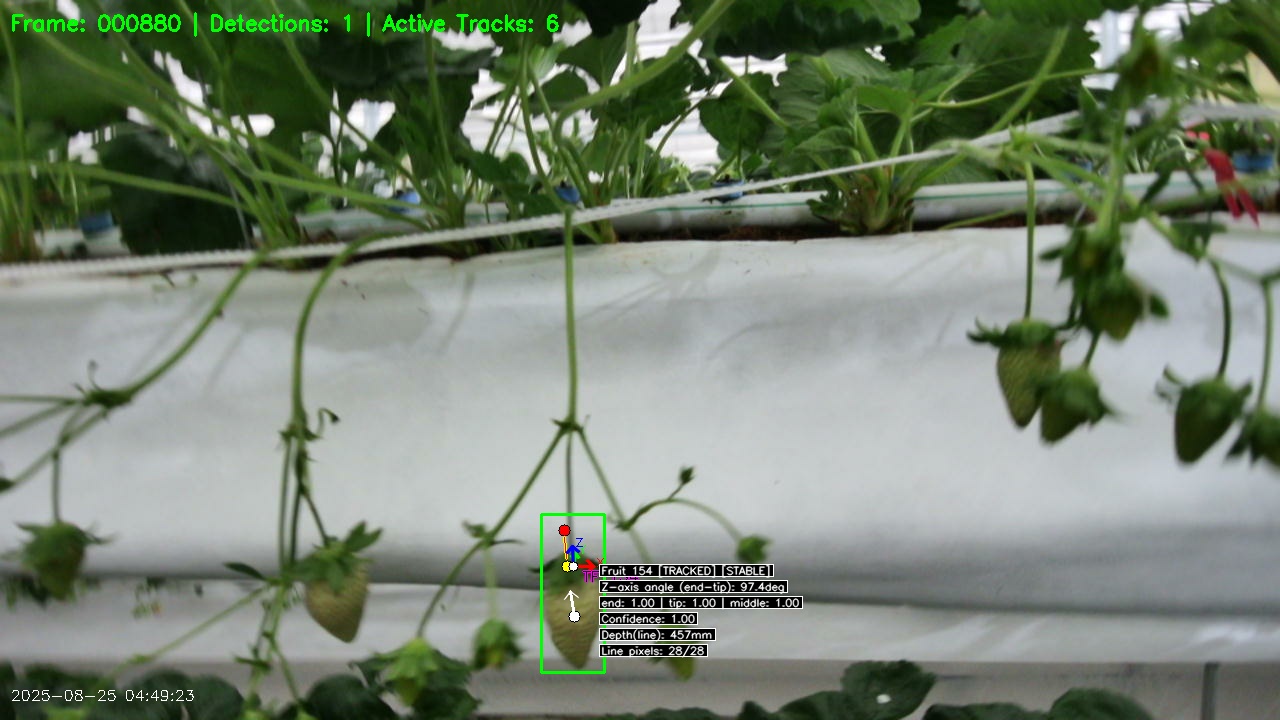 Frame: 000880 | Detections: 1 | Active Tracks: 6
Z
Fruit 154 [TRACKED] [STABLE]
Z-axis angle (end-tip): 97.4deg
end: 1.00 | tip: 1.00 | middle: 1.00
Confidence: 1.00
Depth(line): 457mm
Line pixels: 28/28
2025-08-25 04:49:23